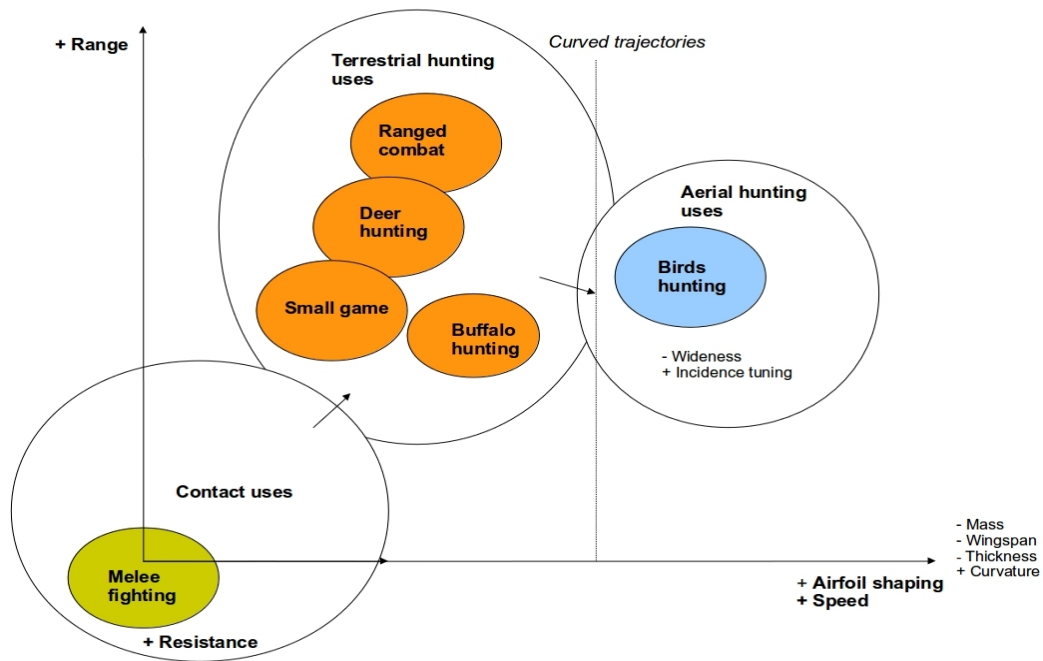 + Range
Curved trajectories
Terrestrial hunting
uses
Ranged
combat
Deer
hunting
Small game
Buffalo
hunting
Aerial hunting
uses
Birds
hunting
- Wideness
+ Incidence tuning
Contact uses
Melee
fighting
+ Resistance
- Mass
- Wingspan
- Thickness
+ Curvature
+ Airfoil shaping
+ Speed